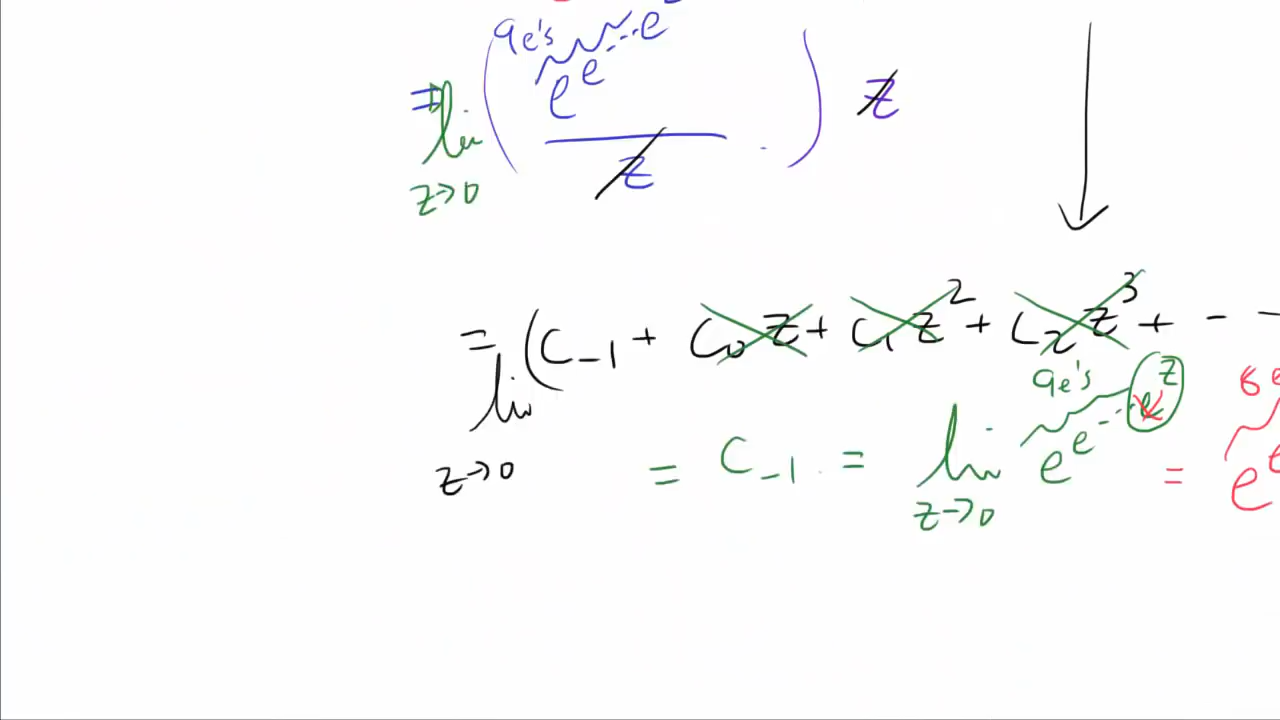 9e's
= lim ( e^{e^{⋰^{e}}} / z ) z
z→0
= lim (C₋₁ + C₀z + C₁z² + C₂z³ + - -
z→0
9e's
= C₋₁ = lim e^{e^{⋰^{e^{z}}}} = e
z→0